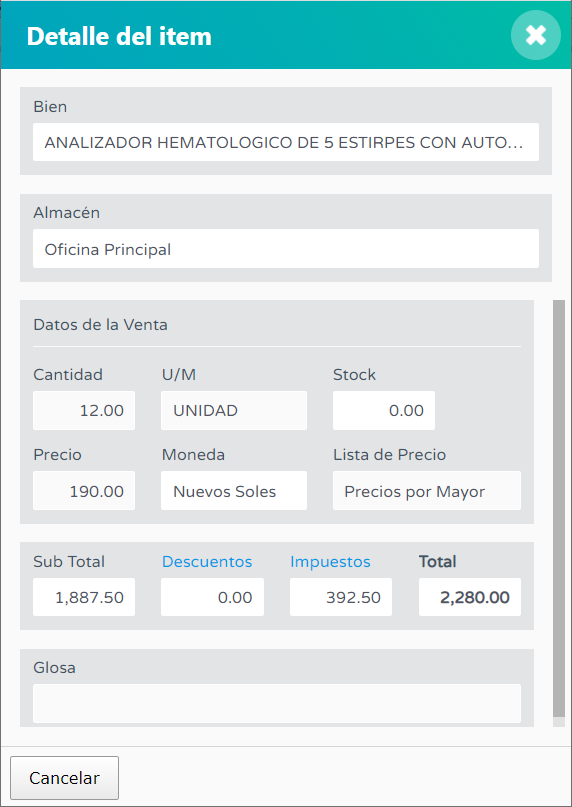 Detalle del item
Bien
ANALIZADOR HEMATOLOGICO DE 5 ESTIRPES CON AUTO...
Almacén
Oficina Principal
Datos de la Venta
Cantidad U/M Stock
12.00 UNIDAD 0.00
Precio Moneda Lista de Precio
190.00 Nuevos Soles Precios por Mayor
Sub Total Descuentos Impuestos Total
1,887.50 0.00 392.50 2,280.00
Glosa
Cancelar